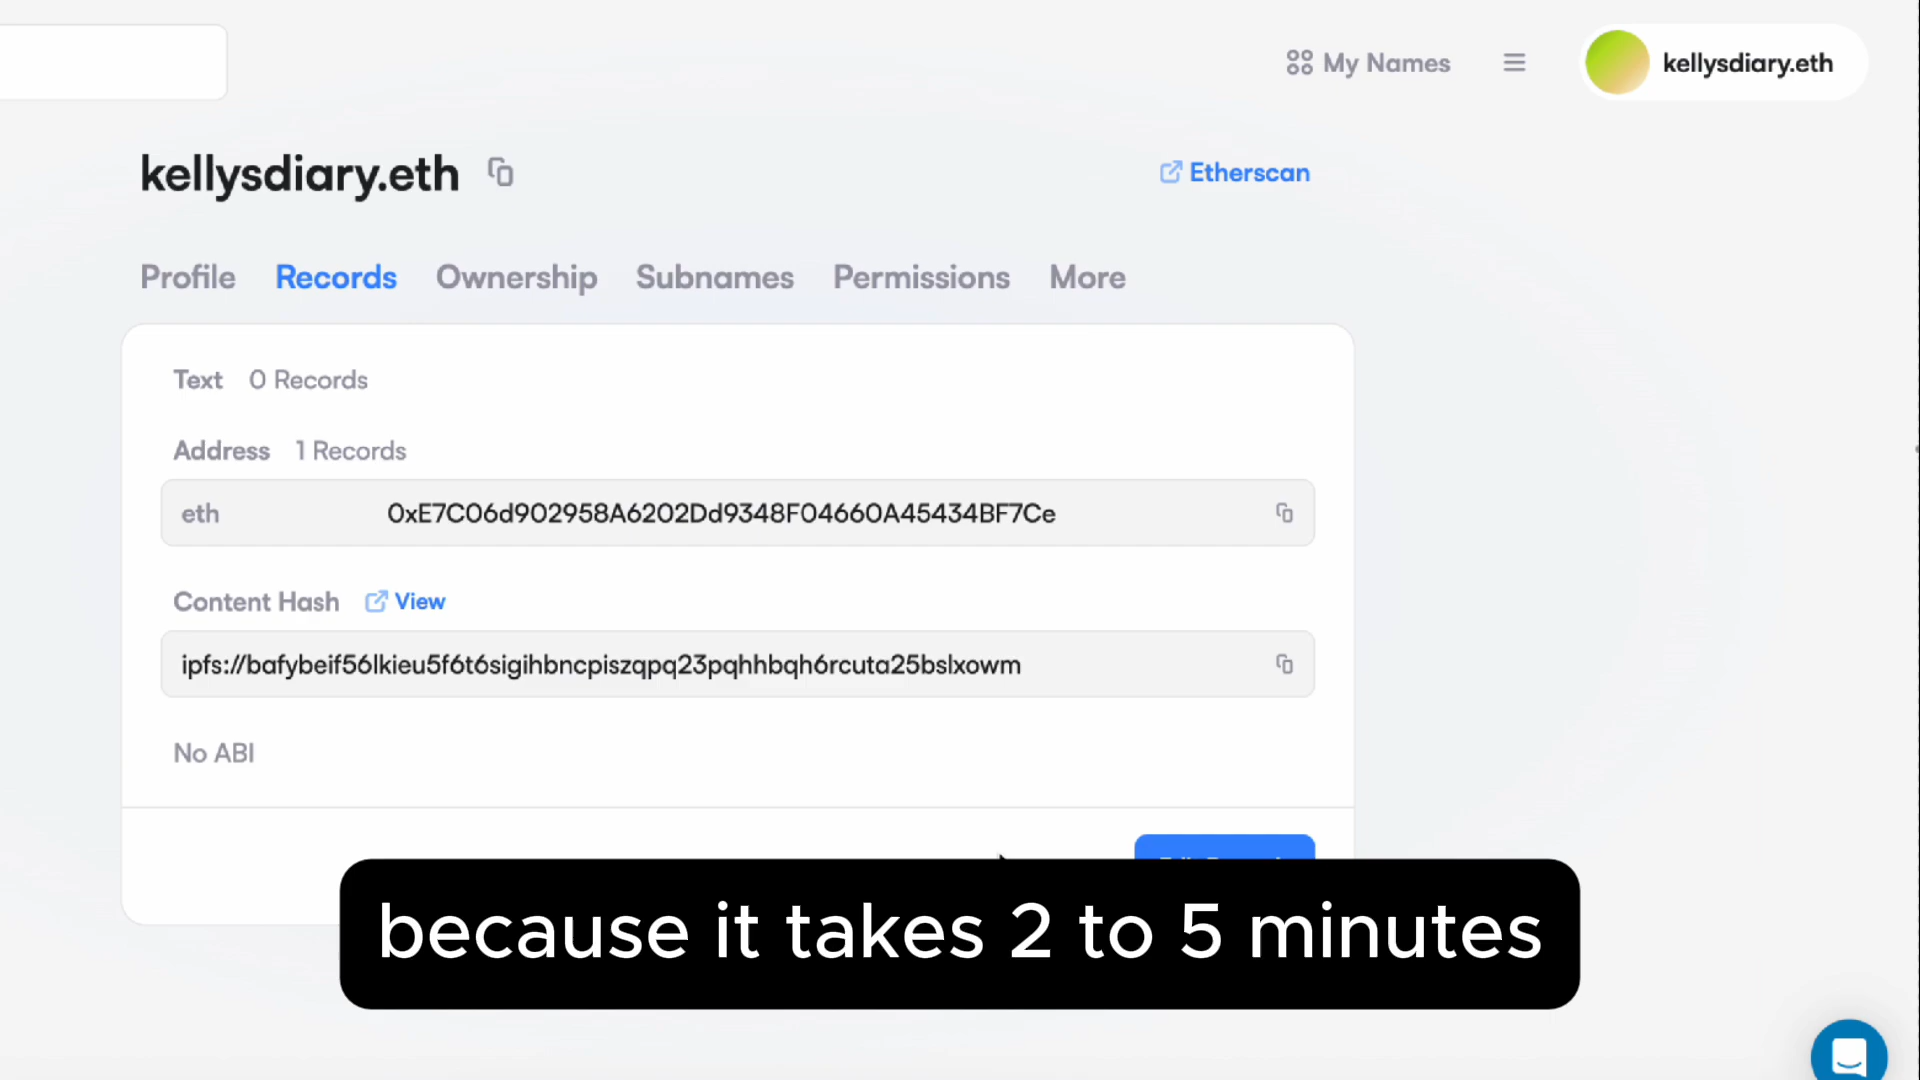 My Names
kellysdiary.eth
kellysdiary.eth
Etherscan
Profile Records Ownership Subnames Permissions More
Text 0 Records
Address 1 Records
eth 0xE7C06d902958A6202Dd9348F04660A45434BF7Ce
Content Hash View
ipfs://bafybeif56lkieu5f6t6sigihbncpiszqpq23pqhhbqh6rcuta25bslxowm
No ABI
because it takes 2 to 5 minutes